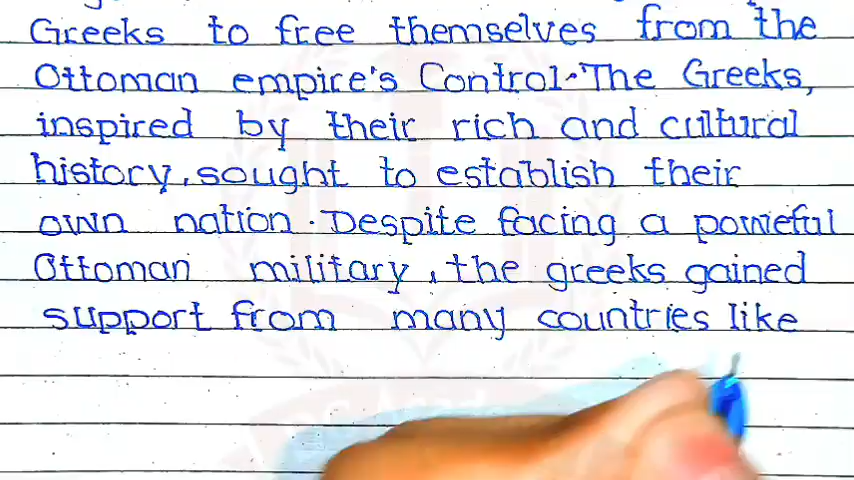 Greeks to free themselves from the
Ottoman empire's Control. The Greeks,
inspired by their rich and cultural
history, sought to establish their
own nation. Despite facing a poweful
Ottoman military, the greeks gained
support from many countries like